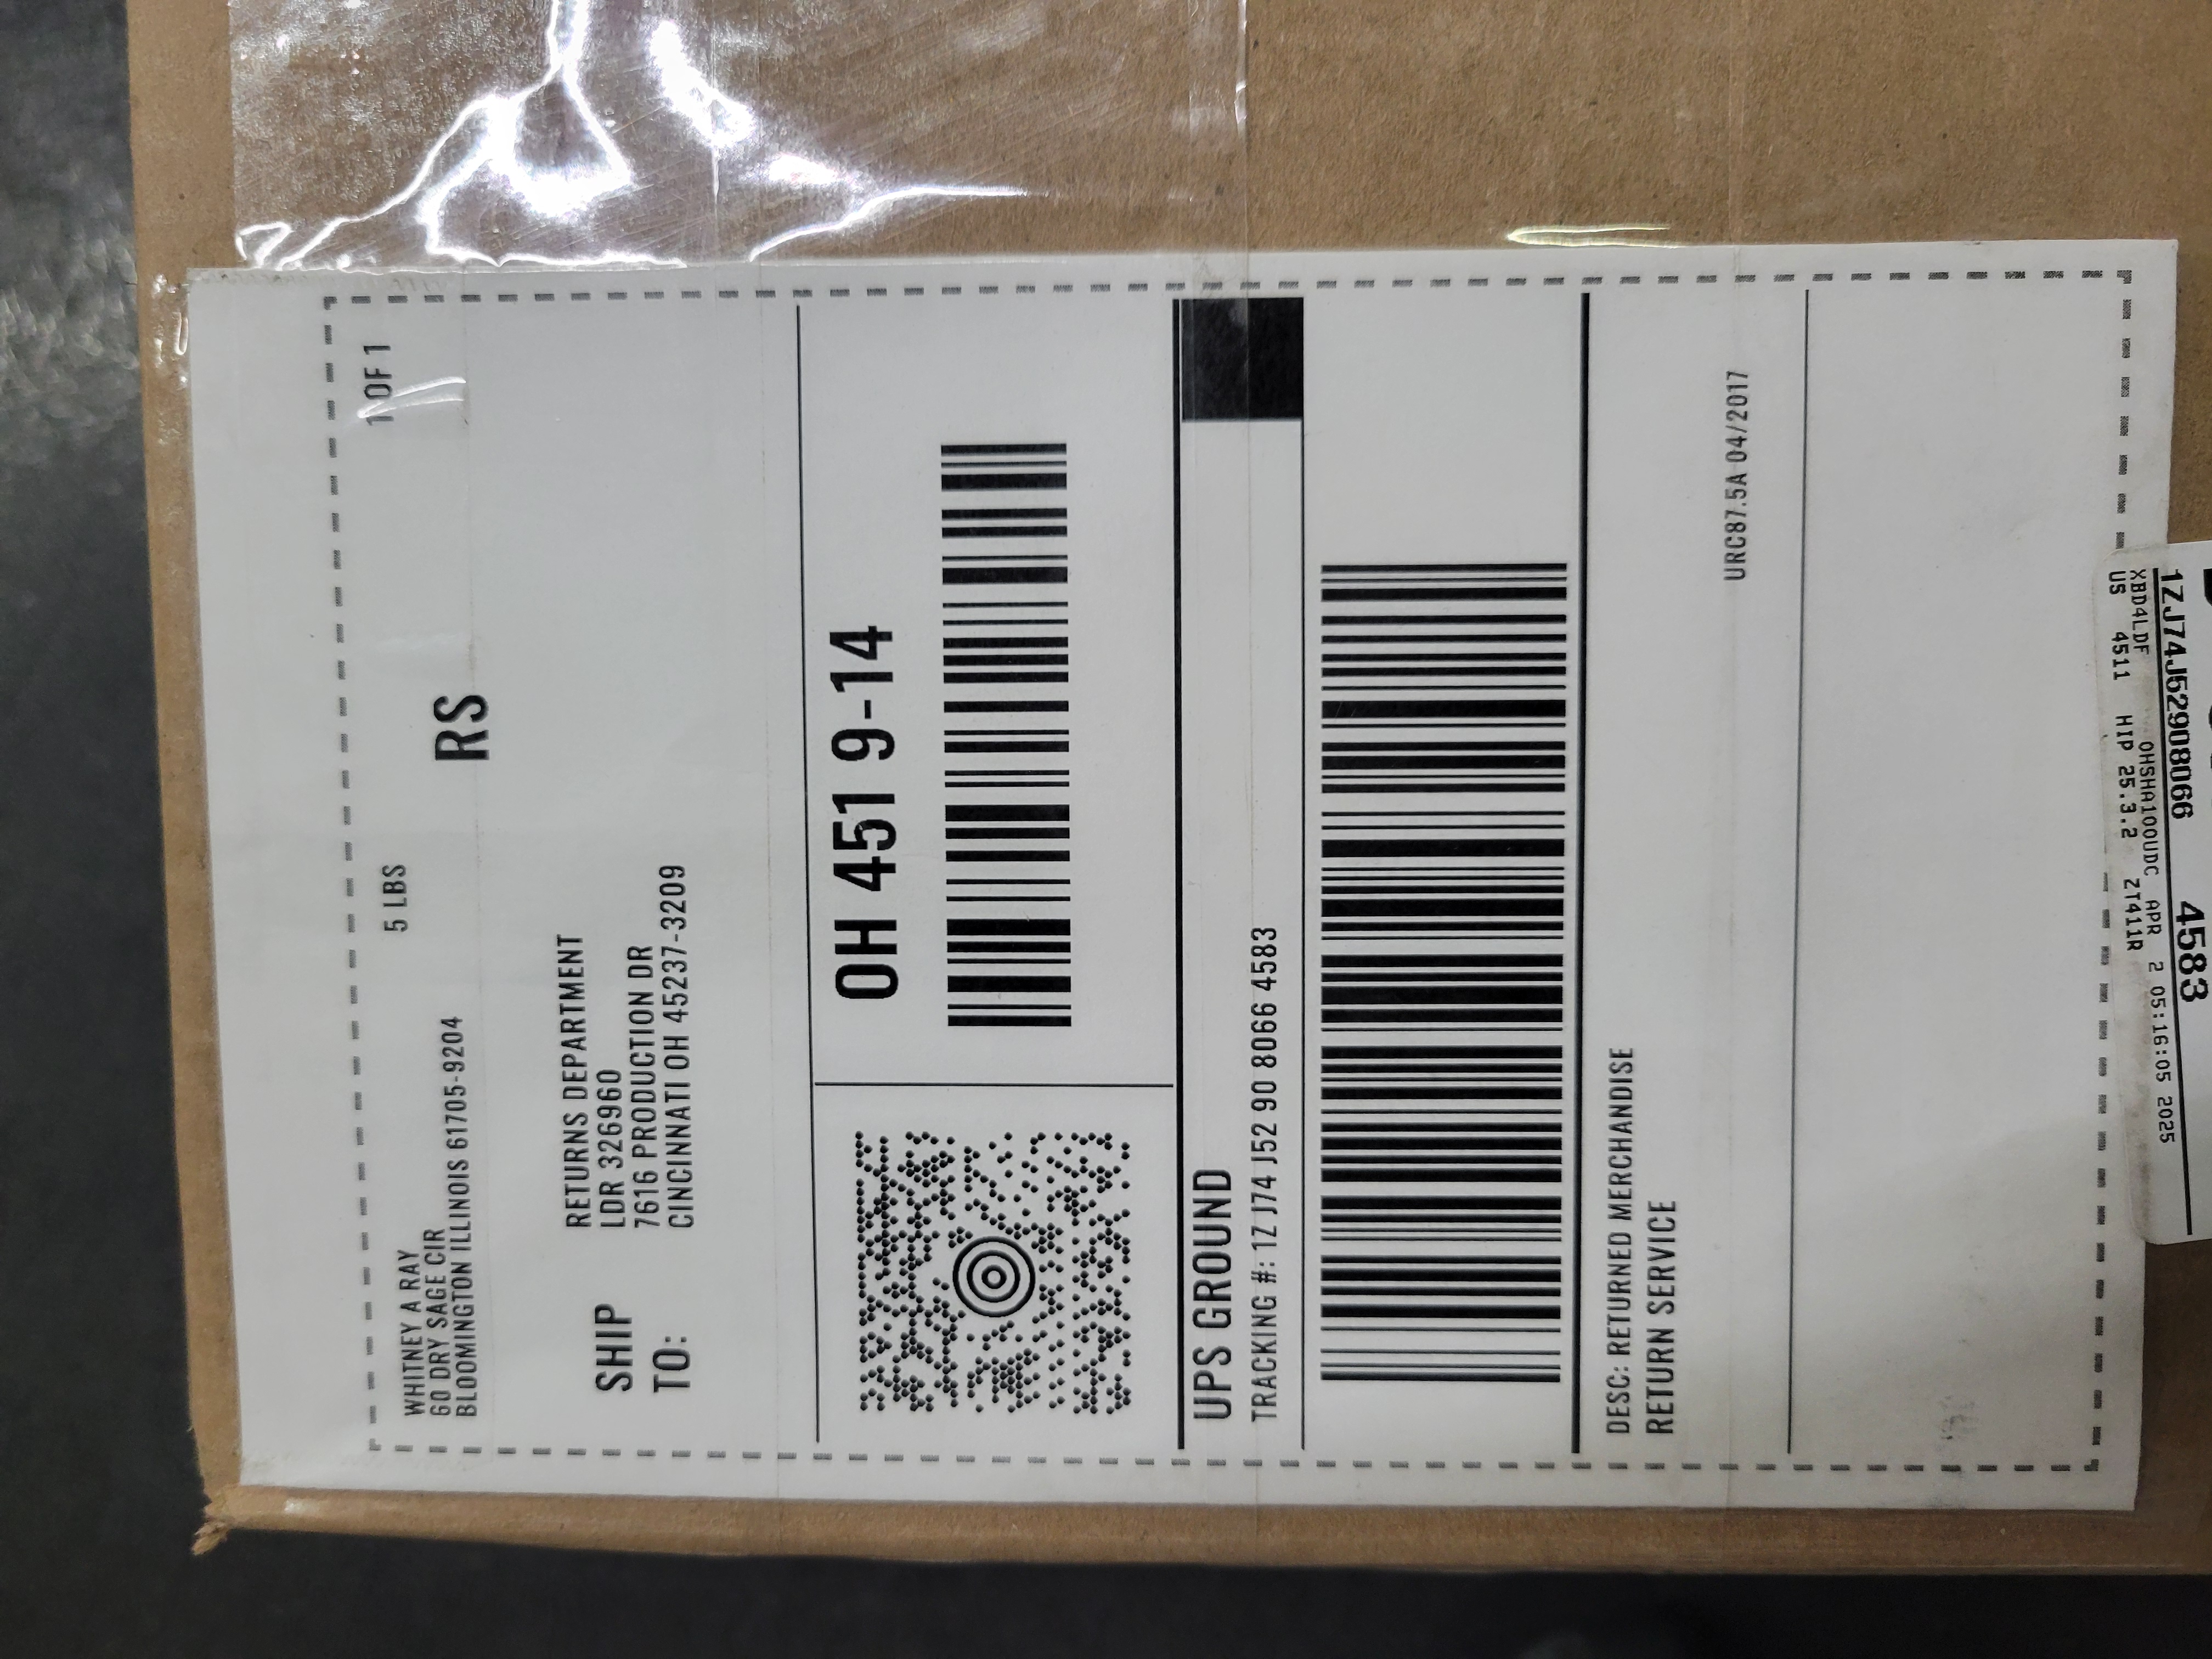 WHITNEY A RAY
60 DRY SAGE CIR
BLOOMINGTON ILLINOIS 61705-9204
5 LBS
1 OF 1
RS
SHIP
TO:
RETURNS DEPARTMENT
LDR 326960
7616 PRODUCTION DR
CINCINNATI OH 45237-3209
OH 451 9-14
UPS GROUND
TRACKING #: 1Z J74 J52 90 8066 4583
DESC: RETURNED MERCHANDISE
RETURN SERVICE
URC87.5A 04/2017
1ZJ74J52908066 4583
XBD4LDF OHSHA100UDC APR 2 05:16:05 2025
US 4511 HIP 25.3.2 ZT411R